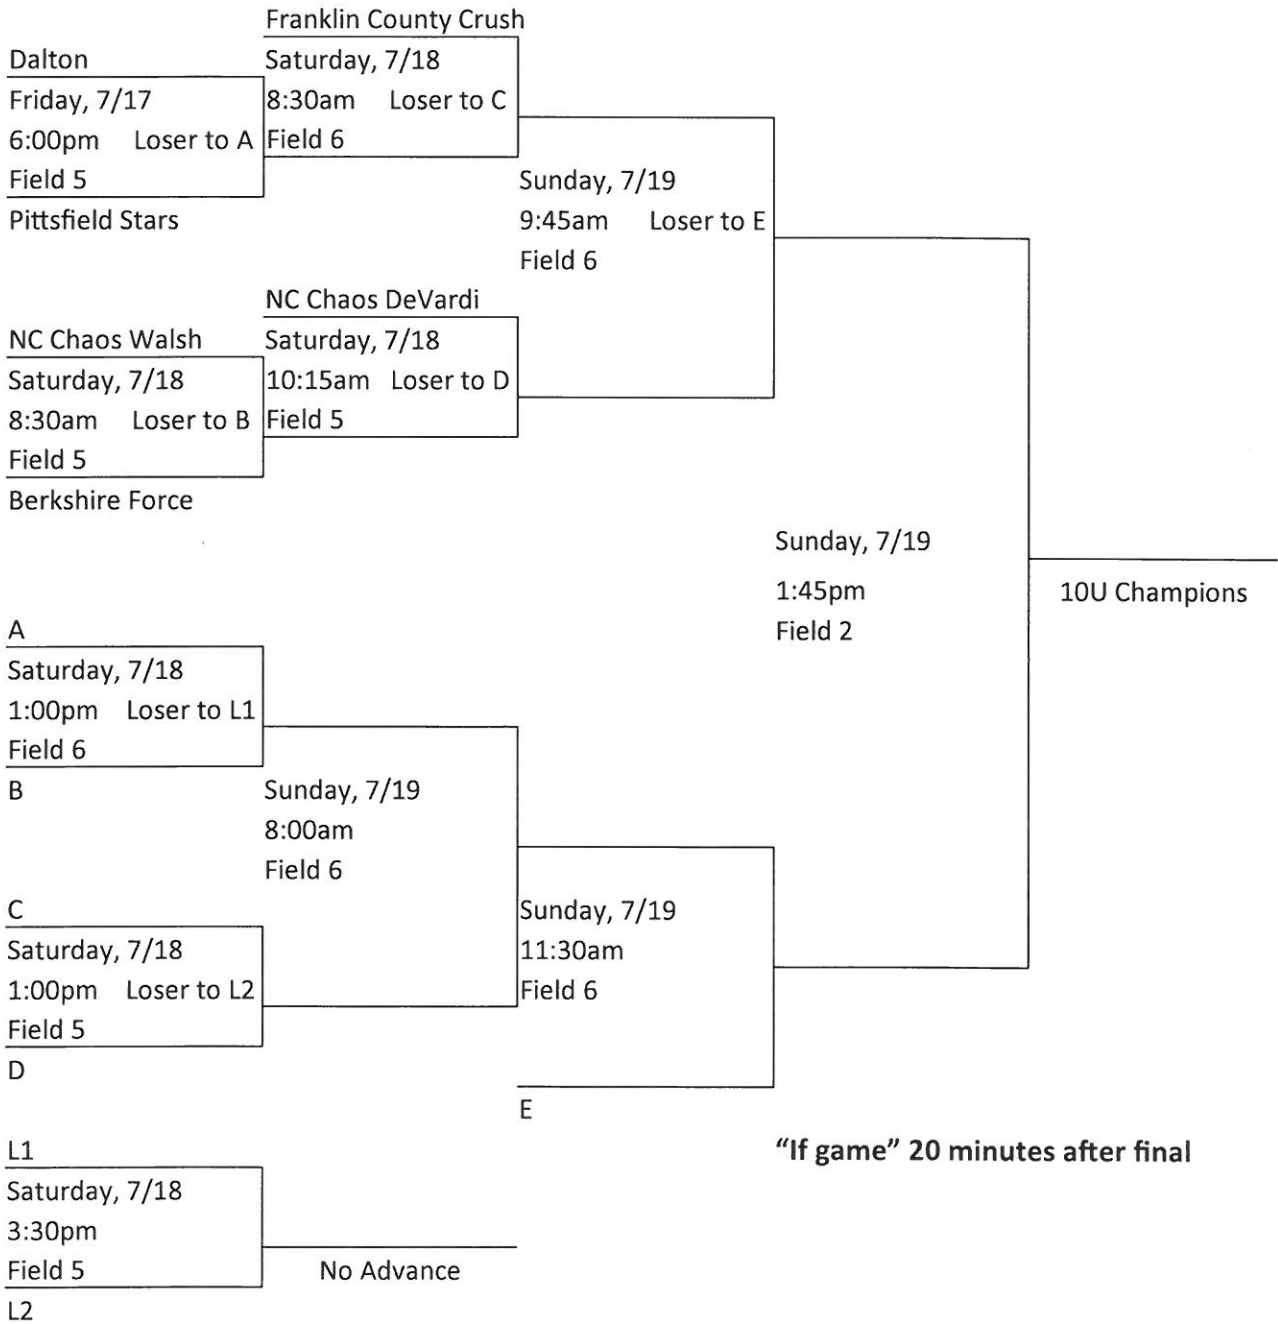 Franklin County Crush
Dalton
Saturday, 7/18
Friday, 7/17
8:30am Loser to C
6:00pm Loser to A
Field 6
Field 5
Pittsfield Stars
Sunday, 7/19
9:45am Loser to E
Field 6
NC Chaos DeVardi
NC Chaos Walsh
Saturday, 7/18
Saturday, 7/18
10:15am Loser to D
8:30am Loser to B
Field 5
Field 5
Berkshire Force
Sunday, 7/19
1:45pm
Field 2
10U Champions
A
Saturday, 7/18
1:00pm Loser to L1
Field 6
B
Sunday, 7/19
8:00am
Field 6
C
Saturday, 7/18
1:00pm Loser to L2
Field 5
D
Sunday, 7/19
11:30am
Field 6
E
L1
"If game" 20 minutes after final
Saturday, 7/18
3:30pm
Field 5
No Advance
L2